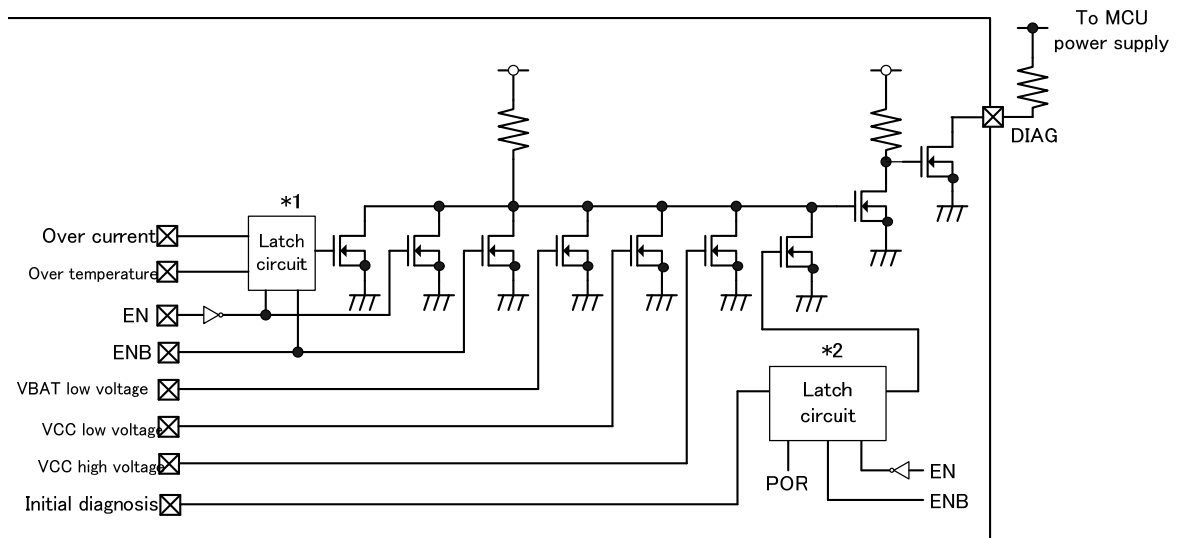 To MCU
power supply
DIAG
*1
Over current
Latch
circuit
Over temperature
EN
ENB
*2
VBAT low voltage
Latch
circuit
VCC low voltage
VCC high voltage
EN
POR
Initial diagnosis
ENB